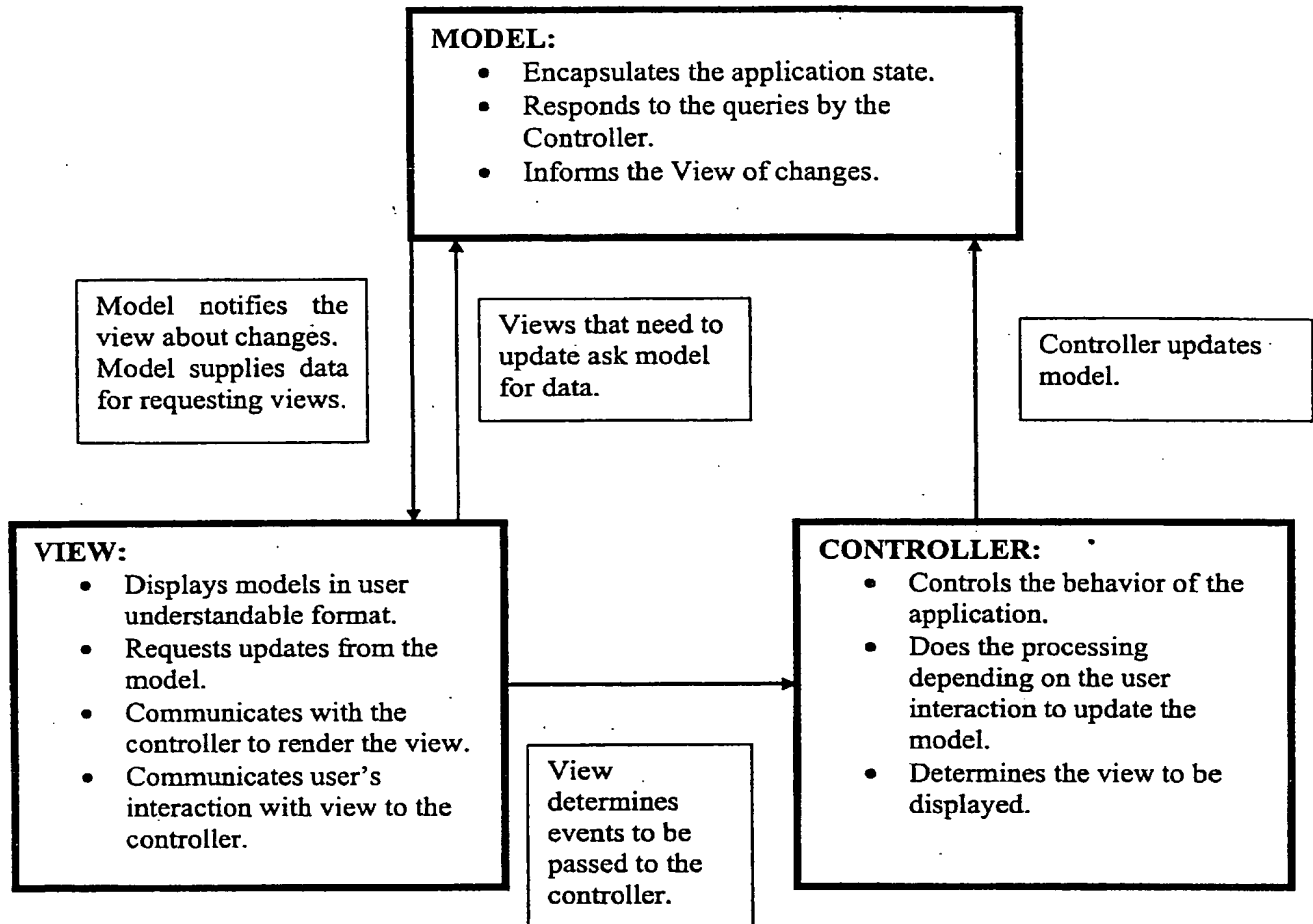 MODEL:
• Encapsulates the application state.
• Responds to the queries by the
Controller.
• Informs the View of changes.
Model notifies the
view about changes.
Model supplies data
for requesting views.
Views that need to
update ask model
for data.
Controller updates
model.
VIEW:
• Displays models in user
understandable format.
• Requests updates from the
model.
• Communicates with the
controller to render the view.
• Communicates user's
interaction with view to the
controller.
View
determines
events to be
passed to the
controller.
CONTROLLER:
• Controls the behavior of the
application.
• Does the processing
depending on the user
interaction to update the
model.
• Determines the view to be
displayed.